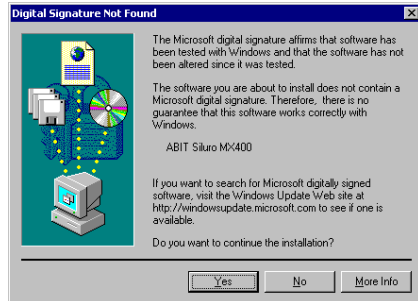 Digital Signature Not Found
The Microsoft digital signature affirms that software has
been tested with Windows and that the software has not
been altered since it was tested.
The software you are about to install does not contain a
Microsoft digital signature. Therefore, there is no
guarantee that this software works correctly with
Windows.
ABIT Siluro MX400
If you want to search for Microsoft digitally signed
software, visit the Windows Update Web site at
http://windowsupdate.microsoft.com to see if one is
available.
Do you want to continue the installation?
Yes
No
More Info